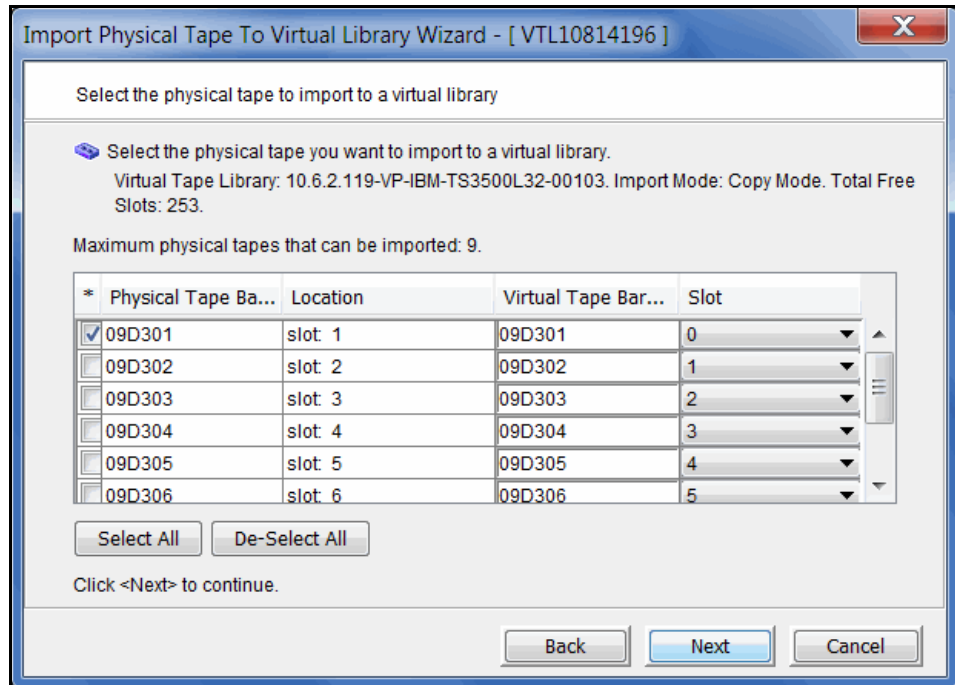 Import Physical Tape To Virtual Library Wizard - [ VTL10814196 ]
X
Select the physical tape to import to a virtual library
Select the physical tape you want to import to a virtual library.
Virtual Tape Library: 10.6.2.119-VP-IBM-TS3500L32-00103. Import Mode: Copy Mode. Total Free
Slots: 253.
Maximum physical tapes that can be imported: 9.
* Physical Tape Ba... Location Virtual Tape Bar... Slot
09D301 slot: 1 09D301 0
09D302 slot: 2 09D302 1
09D303 slot: 3 09D303 2
09D304 slot: 4 09D304 3
09D305 slot: 5 09D305 4
09D306 slot: 6 09D306 5
Select All De-Select All
Click <Next> to continue.
Back Next Cancel